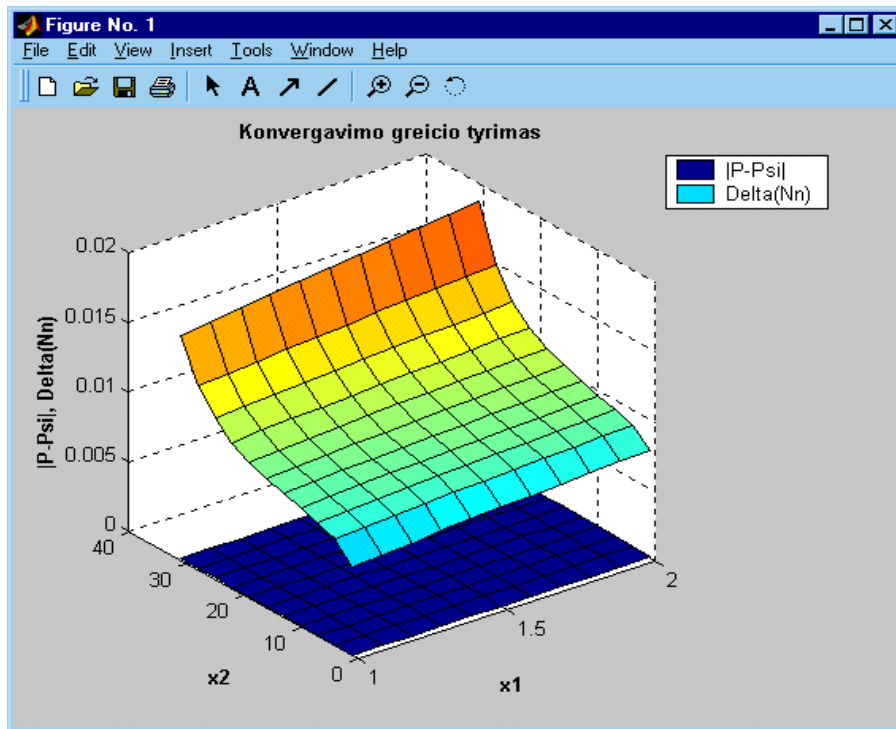 Figure No. 1
File Edit View Insert Tools Window Help
A
Konvergavimo greicio tyrimas
|P-Psi|
Delta(Nn)
0.02
0.015
0.01
0.005
0
|P-Psi|, Delta(Nn)
40
30
20
10
0
x2
1
1.5
2
x1